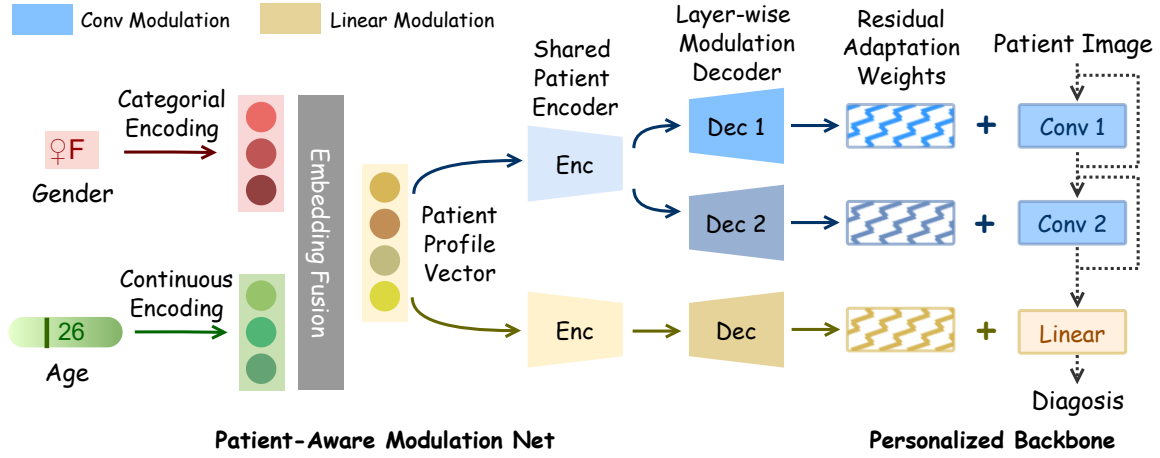 Conv Modulation
Linear Modulation
Categorial
Encoding
♀F
Gender
Continuous
Encoding
26
Age
Embedding Fusion
Patient
Profile
Vector
Shared
Patient
Encoder
Enc
Enc
Layer-wise
Modulation
Decoder
Dec 1
Dec 2
Dec
Residual
Adaptation
Weights
+
+
+
Patient Image
Conv 1
Conv 2
Linear
Diagosis
Patient-Aware Modulation Net
Personalized Backbone